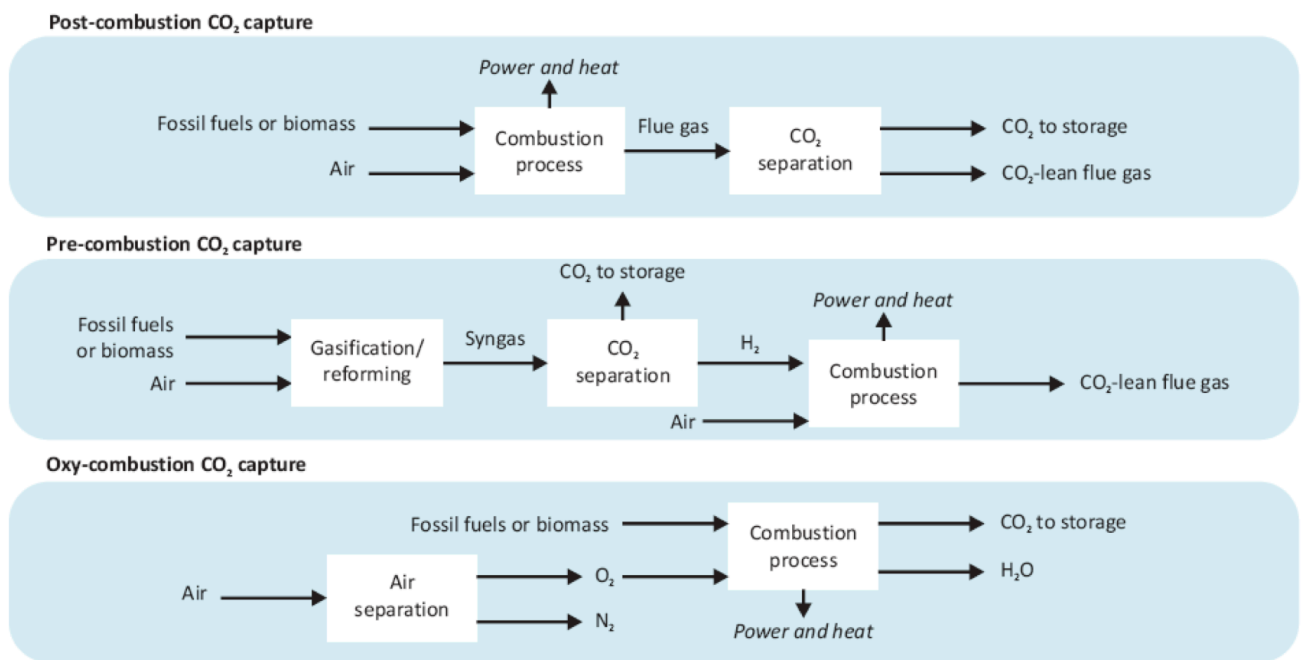 Post-combustion CO₂ capture
Power and heat
Fossil fuels or biomass
Air
Combustion
process
Flue gas
CO₂
separation
CO₂ to storage
CO₂-lean flue gas
Pre-combustion CO₂ capture
Fossil fuels
or biomass
Air
Gasification/
reforming
Syngas
CO₂ to storage
CO₂
separation
H₂
Air
Power and heat
Combustion
process
CO₂-lean flue gas
Oxy-combustion CO₂ capture
Air
Air
separation
O₂
N₂
Fossil fuels or biomass
Combustion
process
Power and heat
CO₂ to storage
H₂O